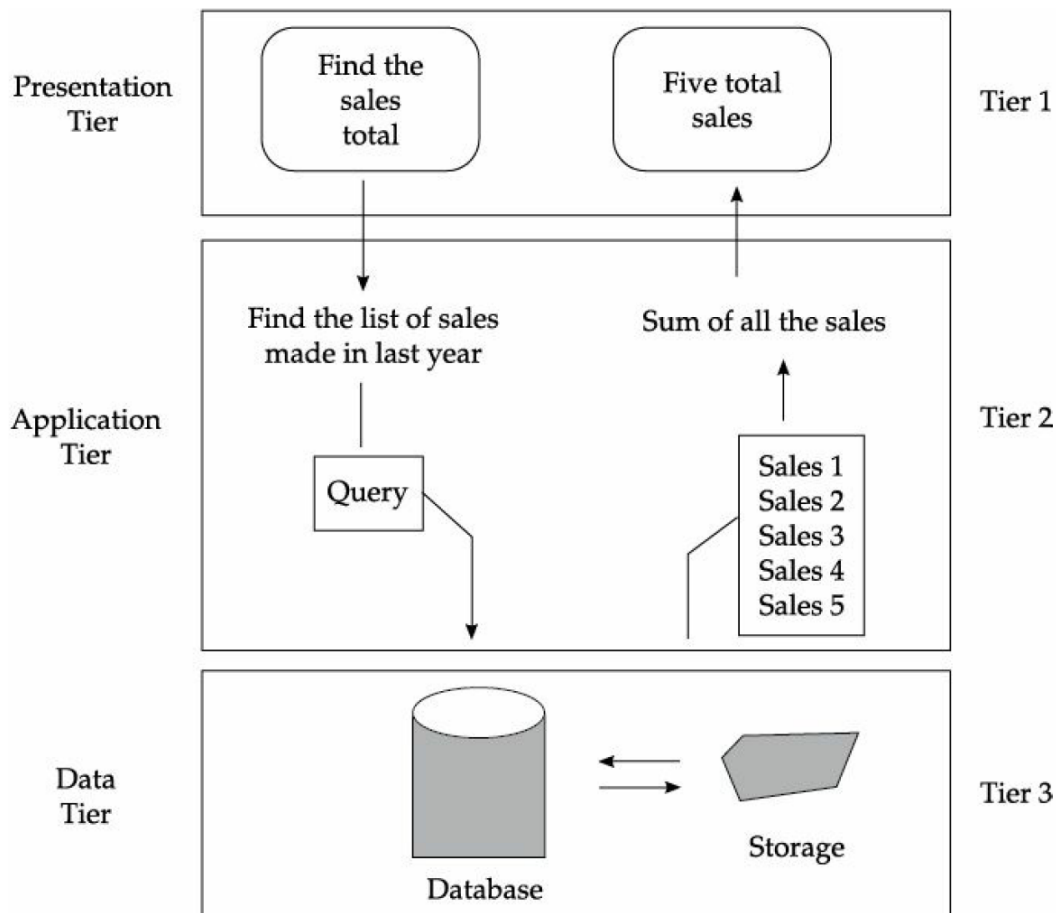 Presentation
Tier
Find the
sales
total
Five total
sales
Tier 1
Find the list of sales
made in last year
Sum of all the sales
Application
Tier
Tier 2
Query
Sales 1
Sales 2
Sales 3
Sales 4
Sales 5
Data
Tier
Tier 3
Storage
Database